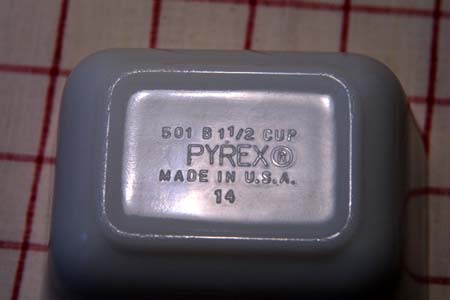 501 B 1 1/2 CUP
PYREX®
MADE IN U.S.A.
14